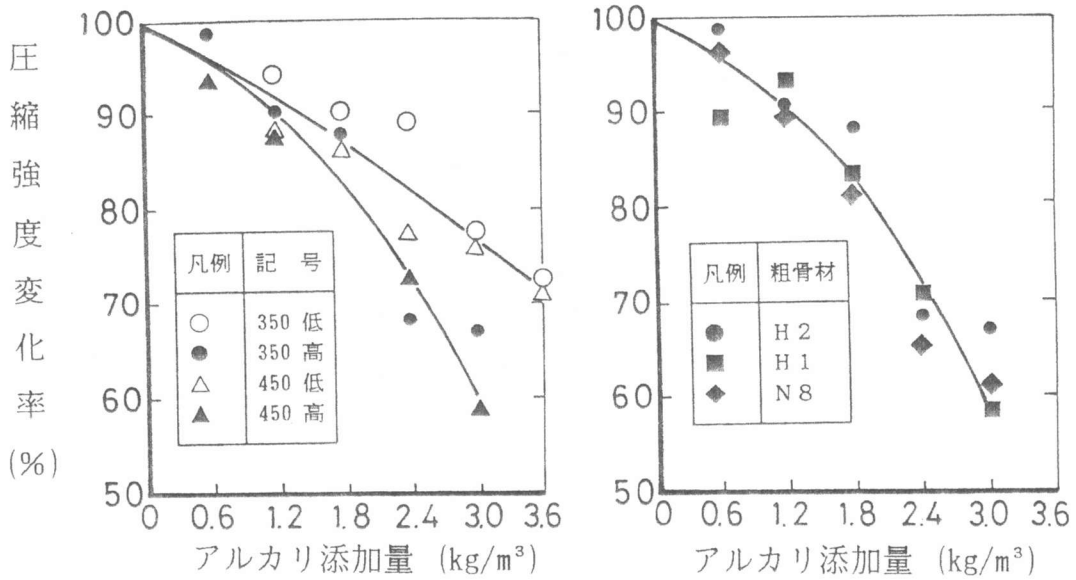 圧縮強度変化率(%)
100
90
80
70
60
50
0 0.6 1.2 1.8 2.4 3.0 3.6
アルカリ添加量 (kg/m³)
凡例 記 号
○ 350 低
● 350 高
△ 450 低
▲ 450 高
100
90
80
70
60
50
0 0.6 1.2 1.8 2.4 3.0 3.6
アルカリ添加量 (kg/m³)
凡例 粗骨材
● H2
■ H1
◆ N8